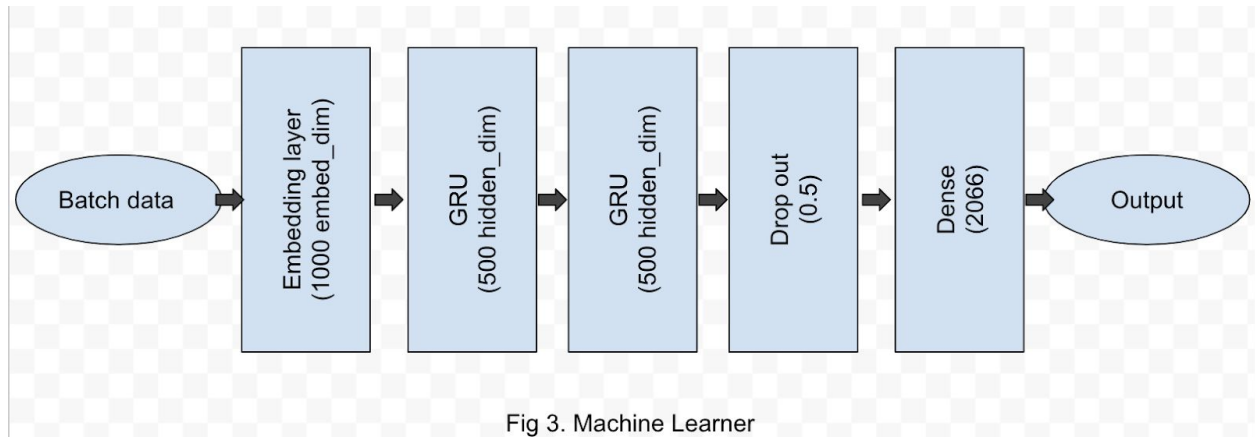 Batch data
Embedding layer
(1000 embed_dim)
GRU
(500 hidden_dim)
GRU
(500 hidden_dim)
Drop out
(0.5)
Dense
(2066)
Output
Fig 3. Machine Learner